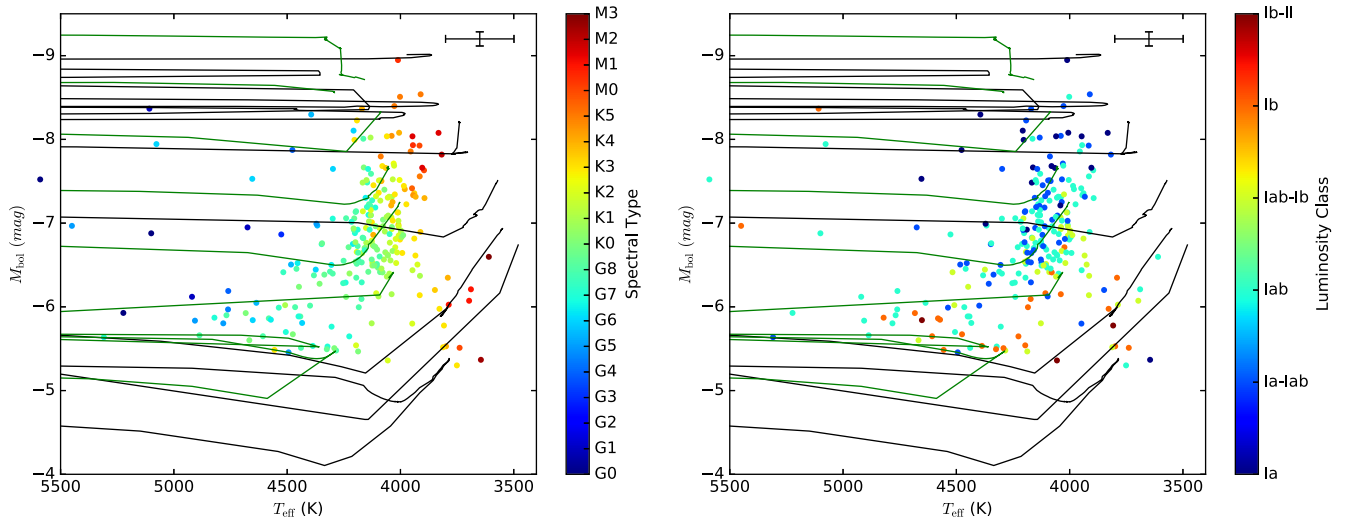 −9
−8
−7
−6
−5
−4
M_bol (mag)
5500
5000
4500
4000
3500
T_eff (K)
M3
M2
M1
M0
K5
K4
K3
K2
K1
K0
G8
G7
G6
G5
G4
G3
G2
G1
G0
Spectral Type
−9
−8
−7
−6
−5
−4
M_bol (mag)
5500
5000
4500
4000
3500
T_eff (K)
Ib-II
Ib
Iab-Ib
Iab
Ia-Iab
Ia
Luminosity Class